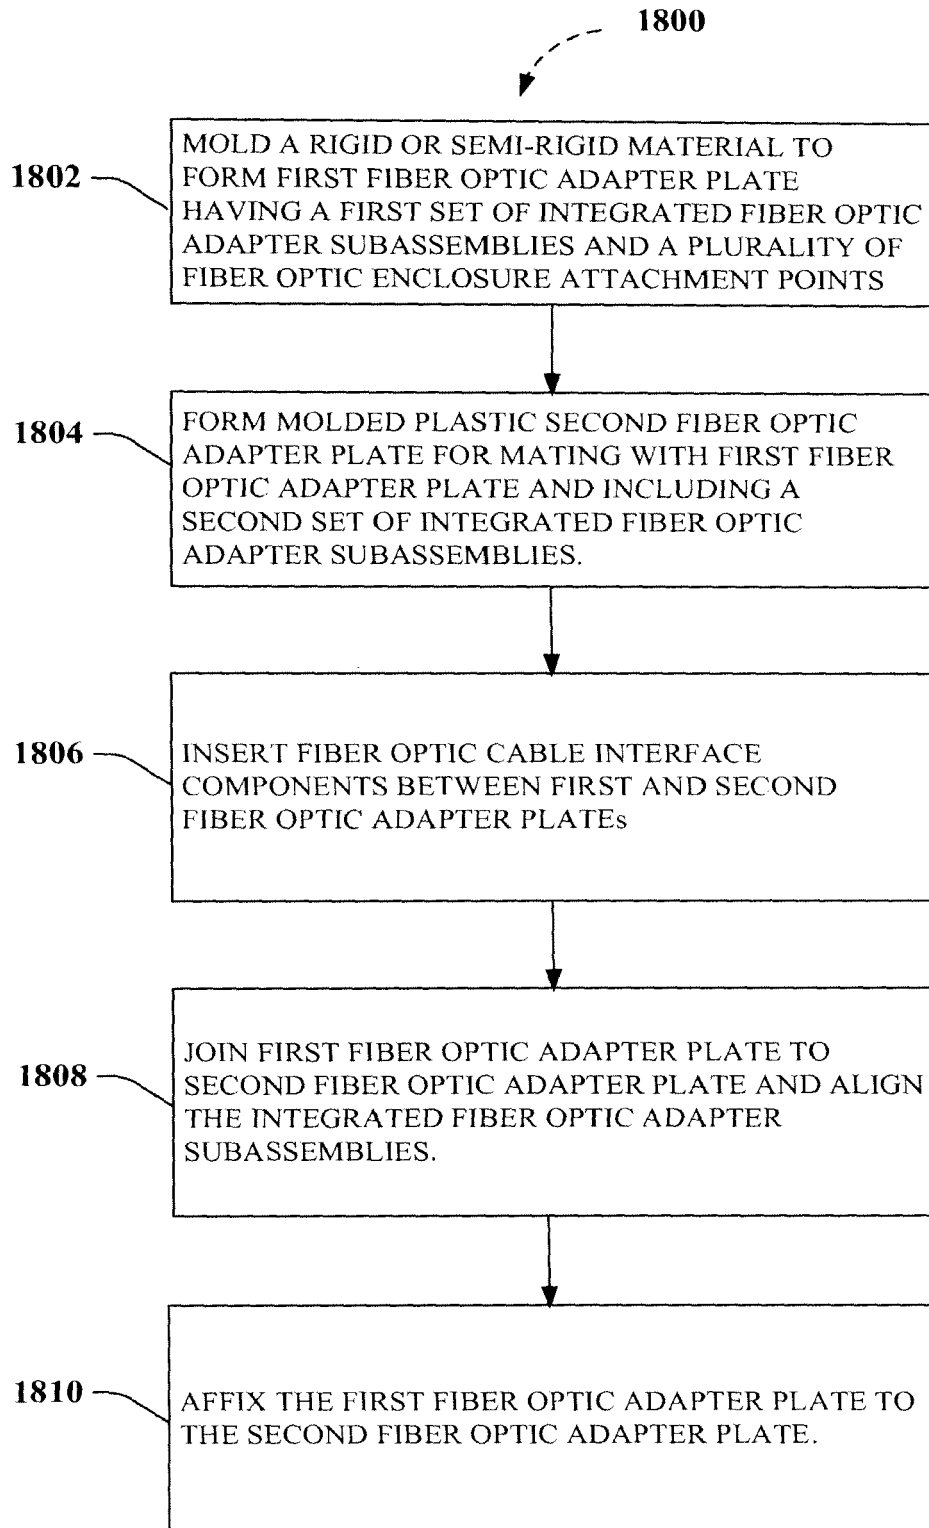 1800
1802
MOLD A RIGID OR SEMI-RIGID MATERIAL TO
FORM FIRST FIBER OPTIC ADAPTER PLATE
HAVING A FIRST SET OF INTEGRATED FIBER OPTIC
ADAPTER SUBASSEMBLIES AND A PLURALITY OF
FIBER OPTIC ENCLOSURE ATTACHMENT POINTS
1804
FORM MOLDED PLASTIC SECOND FIBER OPTIC
ADAPTER PLATE FOR MATING WITH FIRST FIBER
OPTIC ADAPTER PLATE AND INCLUDING A
SECOND SET OF INTEGRATED FIBER OPTIC
ADAPTER SUBASSEMBLIES.
1806
INSERT FIBER OPTIC CABLE INTERFACE
COMPONENTS BETWEEN FIRST AND SECOND
FIBER OPTIC ADAPTER PLATEs
1808
JOIN FIRST FIBER OPTIC ADAPTER PLATE TO
SECOND FIBER OPTIC ADAPTER PLATE AND ALIGN
THE INTEGRATED FIBER OPTIC ADAPTER
SUBASSEMBLIES.
1810
AFFIX THE FIRST FIBER OPTIC ADAPTER PLATE TO
THE SECOND FIBER OPTIC ADAPTER PLATE.